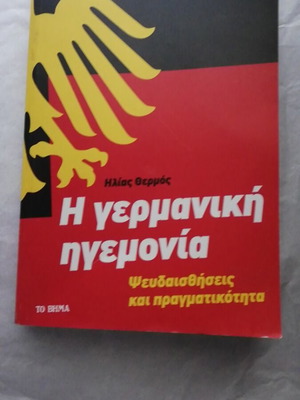 Ηλίας Θερμός
Η γερμανική
ηγεμονία
Ψευδαισθήσεις
και πραγματικότητα
ΤΟ ΒΗΜΑ